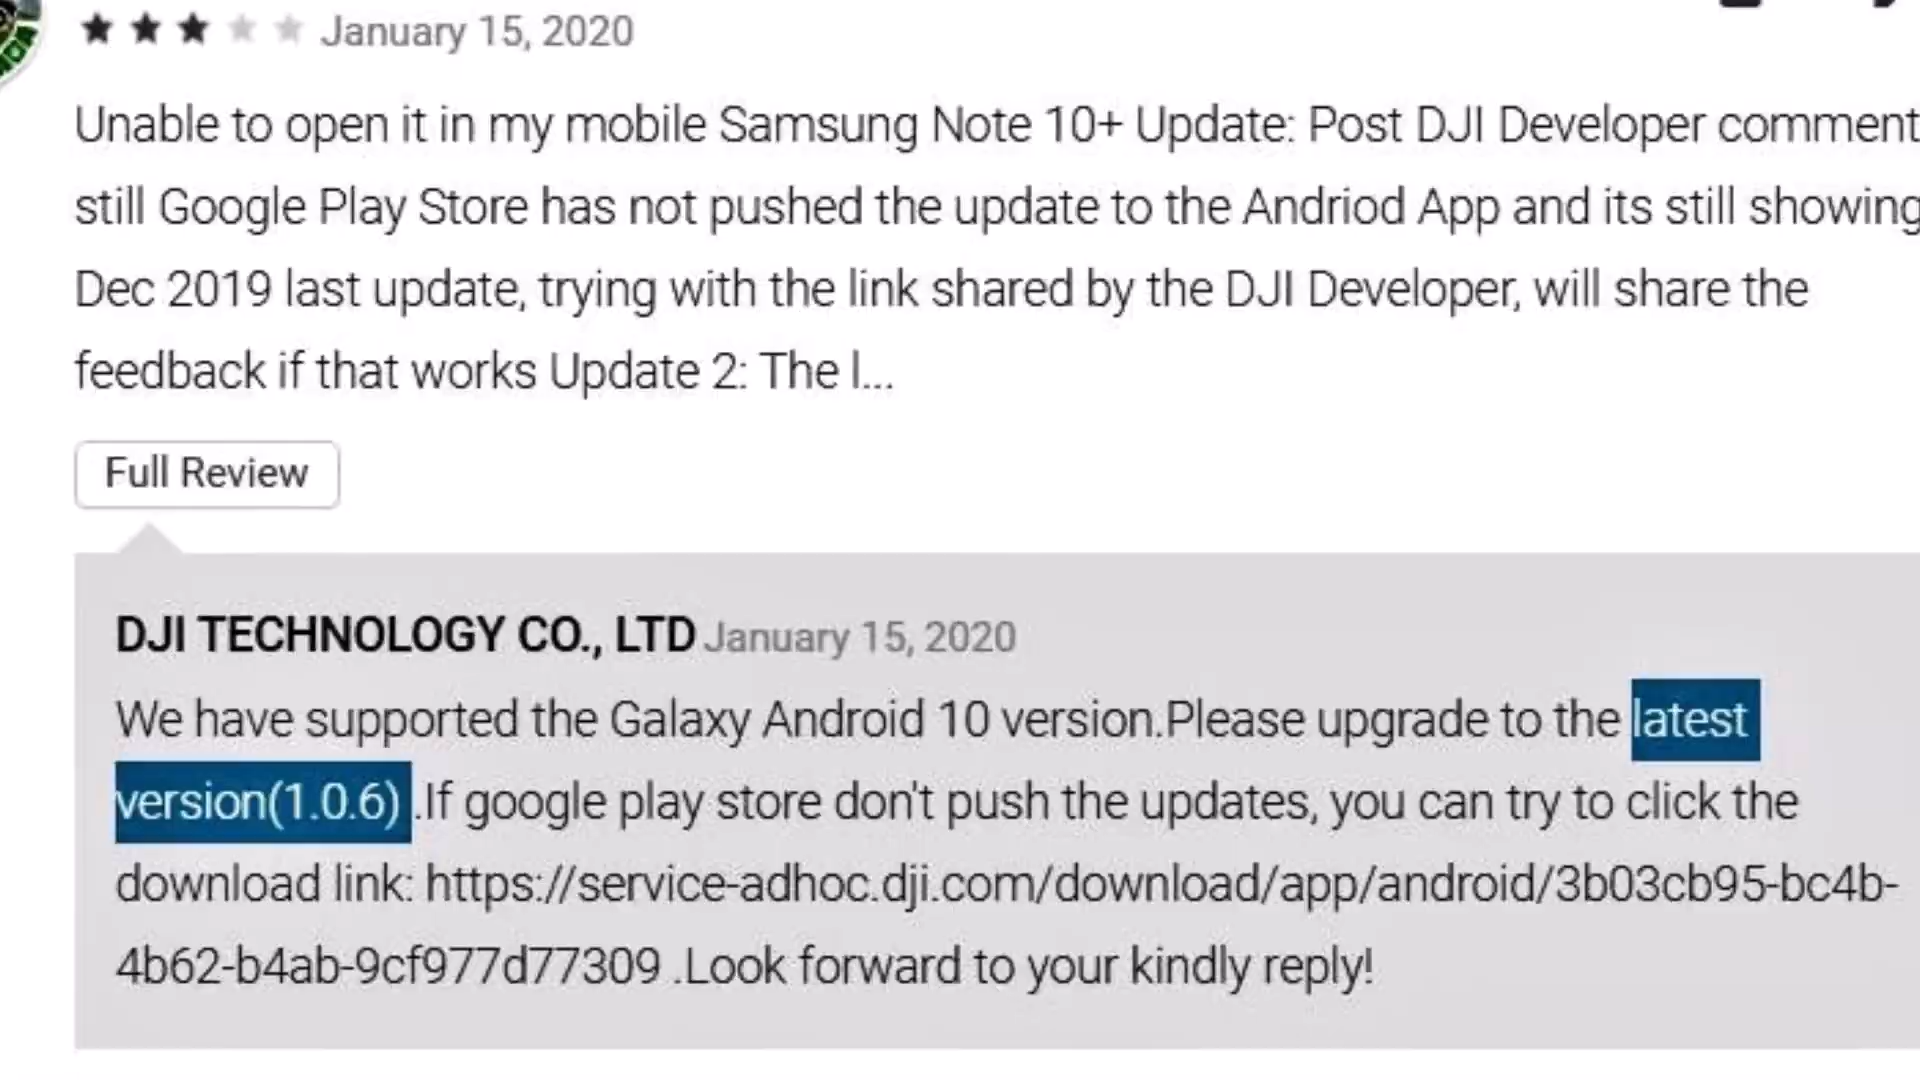 January 15, 2020
Unable to open it in my mobile Samsung Note 10+ Update: Post DJI Developer comment
still Google Play Store has not pushed the update to the Andriod App and its still showing
Dec 2019 last update, trying with the link shared by the DJI Developer, will share the
feedback if that works Update 2: The l...
Full Review
DJI TECHNOLOGY CO., LTD January 15, 2020
We have supported the Galaxy Android 10 version.Please upgrade to the latest
version(1.0.6) .If google play store don't push the updates, you can try to click the
download link: https://service-adhoc.dji.com/download/app/android/3b03cb95-bc4b-
4b62-b4ab-9cf977d77309 .Look forward to your kindly reply!